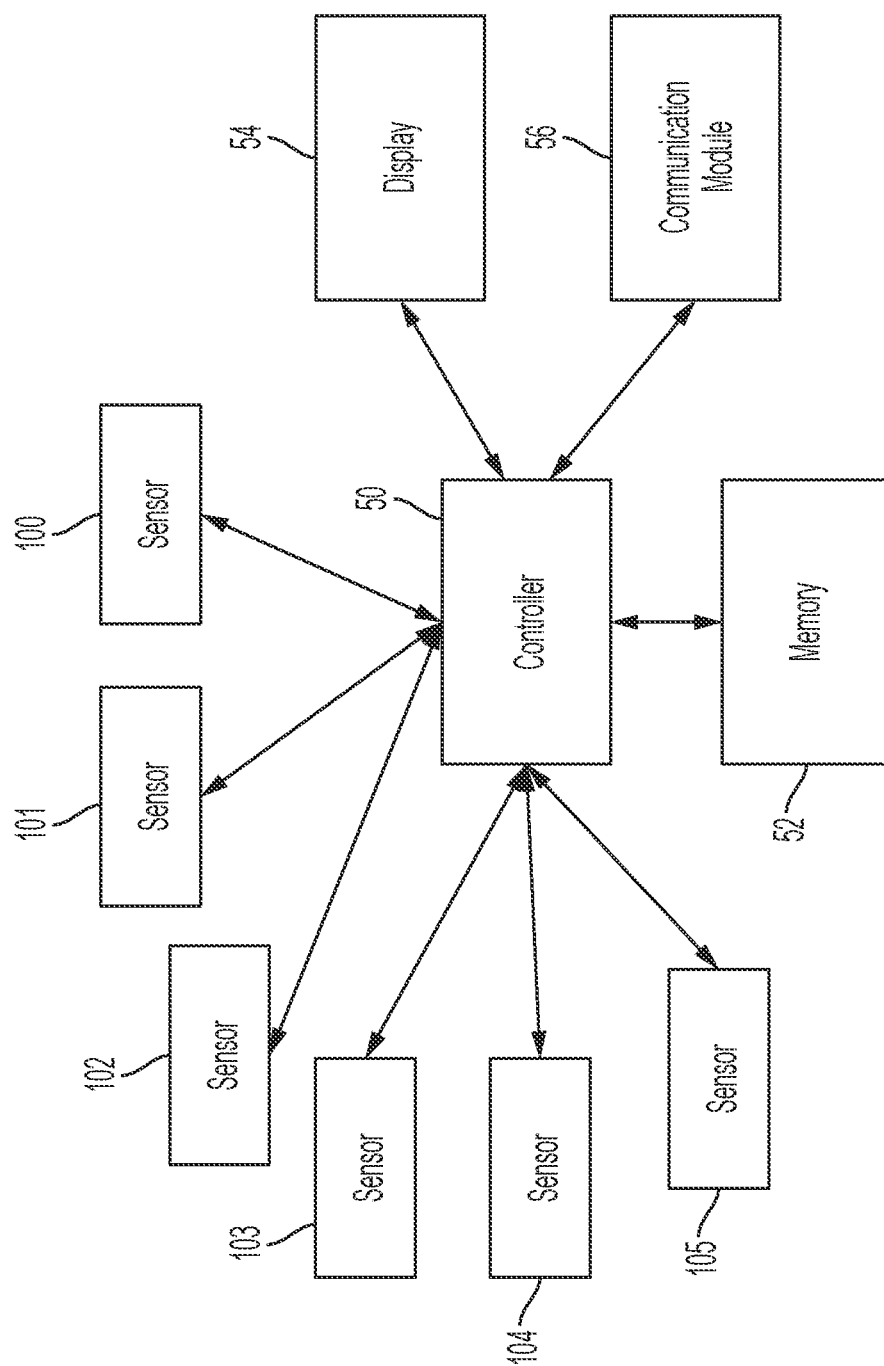 100
Sensor
101
Sensor
102
Sensor
103
Sensor
104
Sensor
105
Sensor
50
Controller
52
Memory
54
Display
56
Communication
Module